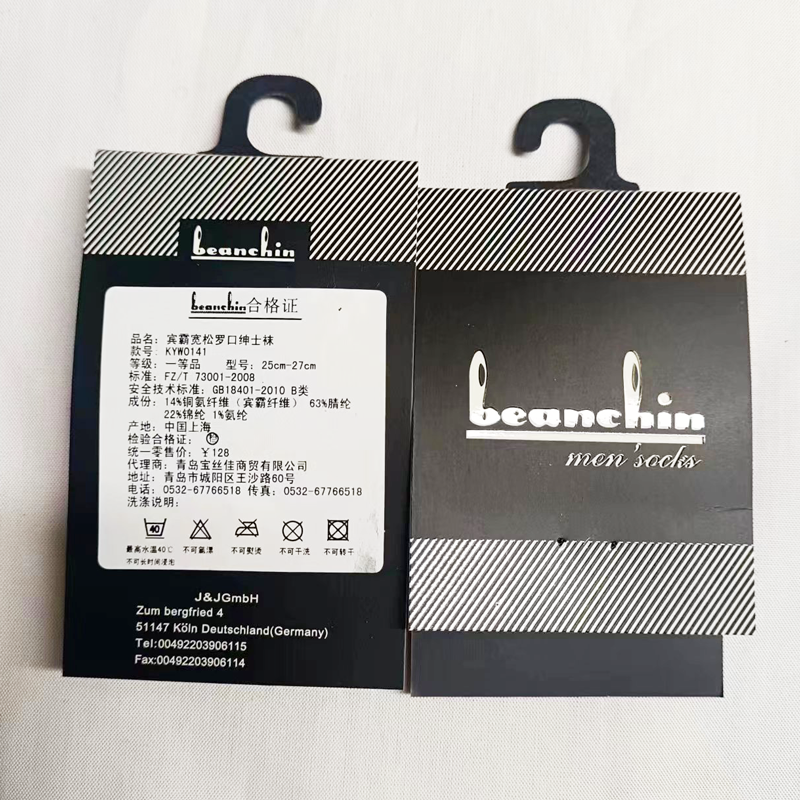 beanchin
beanchin合格证
品名：宾霸宽松罗口绅士袜
款号：KYW0141
等级：一等品 型号：25cm-27cm
标准：FZ/T 73001-2008
安全技术标准：GB18401-2010 B类
成份：14%铜氨纤维（宾霸纤维） 63%腈纶
22%锦纶 1%氨纶
产地：中国上海
检验合格证：
统一零售价：￥128
代理商：青岛宝丝佳商贸有限公司
地址：青岛市城阳区王沙路60号
电话：0532-67766518 传真：0532-67766518
洗涤说明：
40
最高水温40℃ 不可氯漂 不可熨烫 不可干洗 不可转干
不可长时间浸泡
J&JGmbH
Zum bergfried 4
51147 Köln Deutschland(Germany)
Tel:00492203906115
Fax:00492203906114
beanchin
men'socks